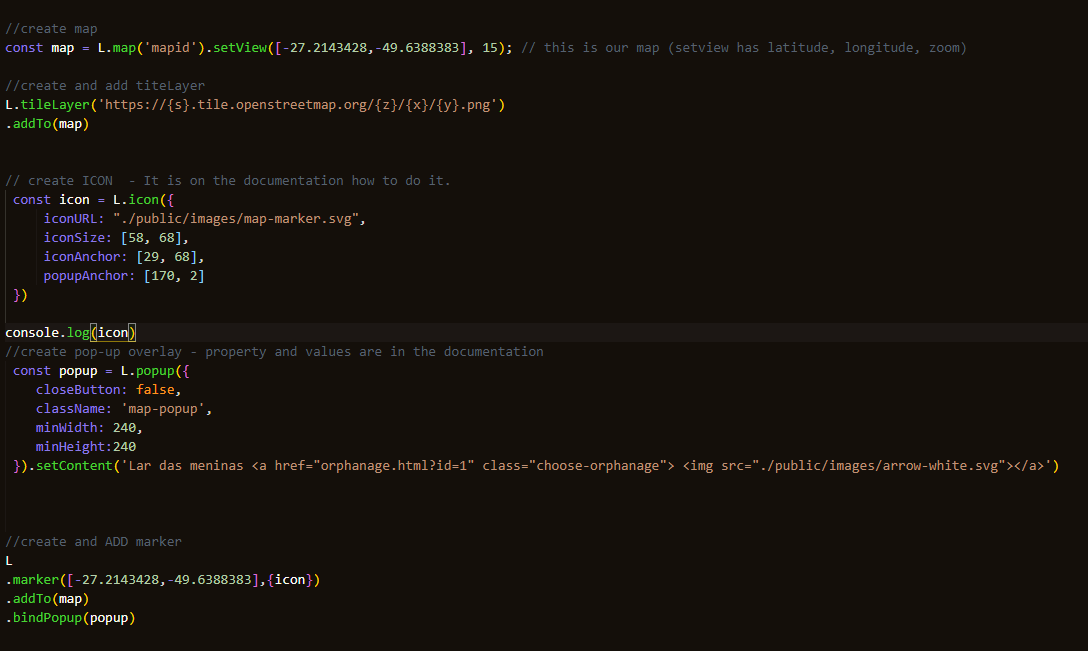 //create map
const map = L.map('mapid').setView([-27.2143428,-49.6388383], 15); // this is our map (setview has latitude, longitude, zoom)
//create and add titeLayer
L.tileLayer('https://{s}.tile.openstreetmap.org/{z}/{x}/{y}.png')
.addTo(map)
// create ICON  - It is on the documentation how to do it.
const icon = L.icon({
iconURL: "./public/images/map-marker.svg",
iconSize: [58, 68],
iconAnchor: [29, 68],
popupAnchor: [170, 2]
})
console.log(icon)
//create pop-up overlay - property and values are in the documentation
const popup = L.popup({
closeButton: false,
className: 'map-popup',
minWidth: 240,
minHeight:240
}).setContent('Lar das meninas <a href="orphanage.html?id=1" class="choose-orphanage"> <img src="./public/images/arrow-white.svg"></a>')
//create and ADD marker
L
.marker([-27.2143428,-49.6388383],{icon})
.addTo(map)
.bindPopup(popup)